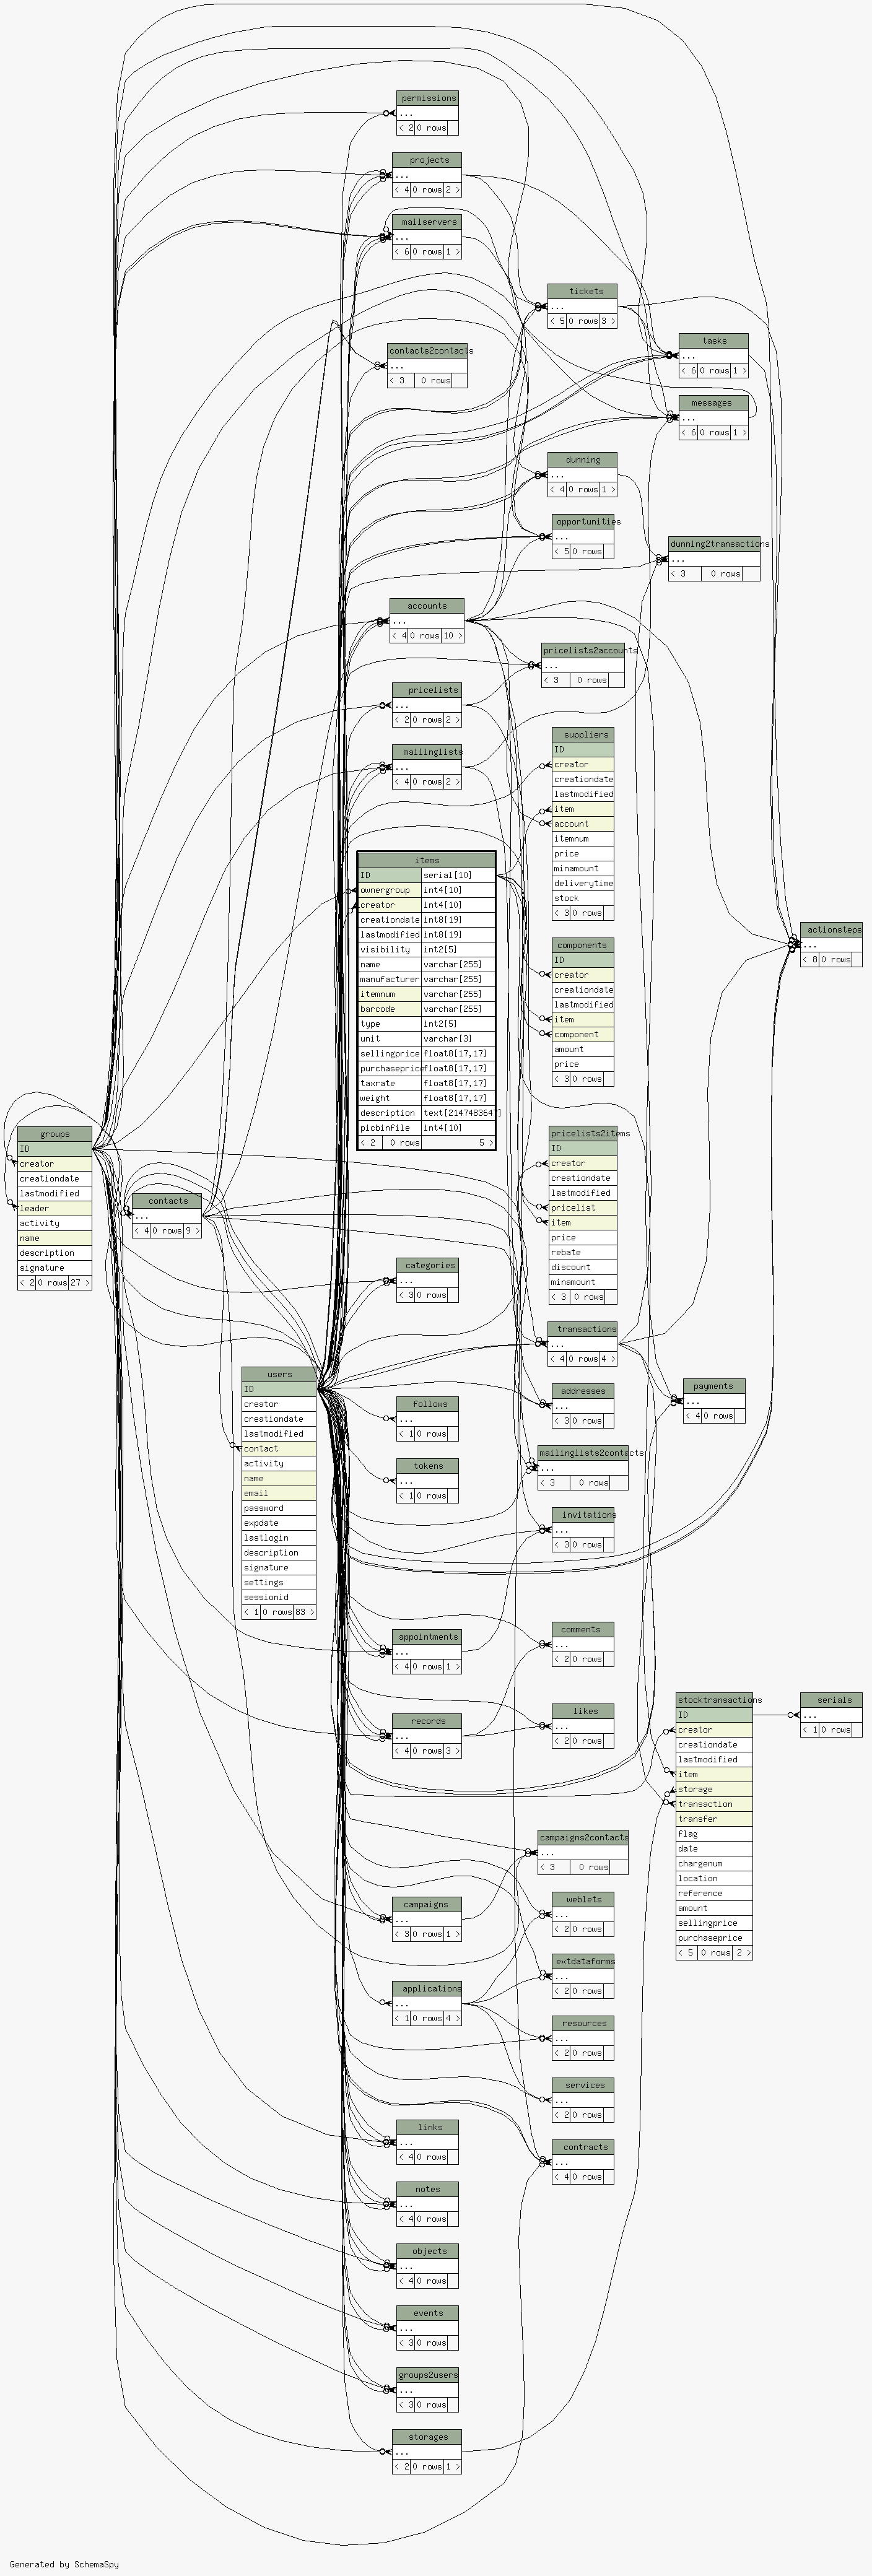 permissions
...
< 2 0 rows
projects
...
< 4 0 rows 2 >
mailservers
...
< 6 0 rows 1 >
tickets
...
< 5 0 rows 3 >
tasks
...
< 6 0 rows 1 >
contacts2contacts
...
< 3 0 rows
messages
...
< 6 0 rows 1 >
dunning
...
< 4 0 rows 1 >
opportunities
...
< 5 0 rows
dunning2transactions
...
< 3 0 rows
accounts
...
< 4 0 rows 10 >
pricelists2accounts
...
< 3 0 rows
pricelists
...
< 2 0 rows 2 >
mailinglists
...
< 4 0 rows 2 >
suppliers
ID
creator
creationdate
lastmodified
item
account
itemnum
price
minamount
deliverytime
stock
< 3 0 rows
items
ID serial[10]
ownergroup int4[10]
creator int4[10]
creationdate int8[19]
lastmodified int8[19]
visibility int2[5]
name varchar[255]
manufacturer varchar[255]
itemnum varchar[255]
barcode varchar[255]
type int2[5]
unit varchar[3]
sellingprice float8[17,17]
purchaseprice float8[17,17]
taxrate float8[17,17]
weight float8[17,17]
description text[2147483647]
picbinfile int4[10]
< 2 0 rows 5 >
components
ID
creator
creationdate
lastmodified
item
component
amount
price
< 3 0 rows
actionsteps
...
< 8 0 rows
groups
ID
creator
creationdate
lastmodified
leader
activity
name
description
signature
< 2 0 rows 27 >
contacts
...
< 4 0 rows 9 >
pricelists2items
ID
creator
creationdate
lastmodified
pricelist
item
price
rebate
discount
minamount
< 3 0 rows
categories
...
< 3 0 rows
transactions
...
< 4 0 rows 4 >
users
ID
creator
creationdate
lastmodified
contact
activity
name
email
password
expdate
lastlogin
description
signature
settings
sessionid
< 1 0 rows 83 >
follows
...
< 1 0 rows
addresses
...
< 3 0 rows
payments
...
< 4 0 rows
tokens
...
< 1 0 rows
mailinglists2contacts
...
< 3 0 rows
invitations
...
< 3 0 rows
appointments
...
< 4 0 rows 1 >
comments
...
< 2 0 rows
records
...
< 4 0 rows 3 >
likes
...
< 2 0 rows
stocktransactions
ID
creator
creationdate
lastmodified
item
storage
transaction
transfer
flag
date
chargenum
location
reference
amount
sellingprice
purchaseprice
< 5 0 rows 2 >
serials
...
< 1 0 rows
campaigns2contacts
...
< 3 0 rows
campaigns
...
< 3 0 rows 1 >
weblets
...
< 2 0 rows
extdataforms
...
< 2 0 rows
applications
...
< 1 0 rows 4 >
resources
...
< 2 0 rows
services
...
< 2 0 rows
links
...
< 4 0 rows
contracts
...
< 4 0 rows
notes
...
< 4 0 rows
objects
...
< 4 0 rows
events
...
< 3 0 rows
groups2users
...
< 3 0 rows
storages
...
< 2 0 rows 1 >
Generated by SchemaSpy